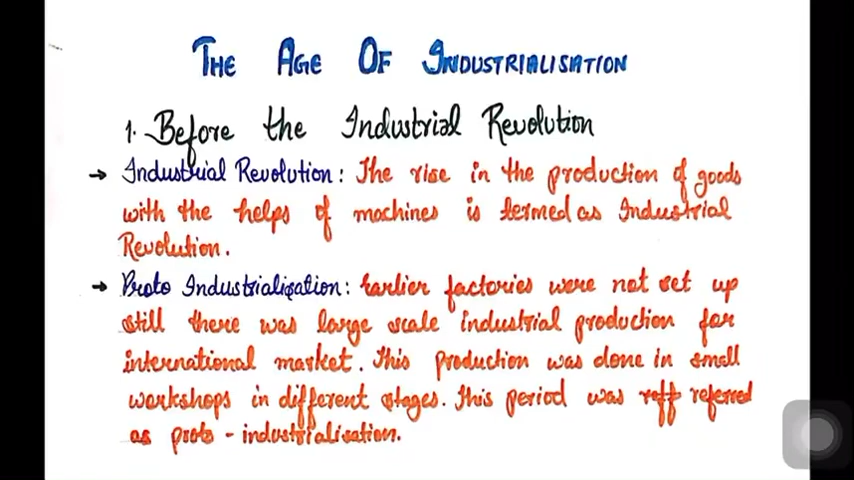 THE AGE OF INDUSTRIALISATION
1. Before the Industrial Revolution
→ Industrial Revolution: The rise in the production of goods
with the helps of machines is termed as Industrial
Revolution.
→ Proto Industrialisation: Earlier factories were not set up
still there was large scale industrial production for
international market. This production was done in small
workshops in different stages. This period was reff referred
as proto - industrialisation.